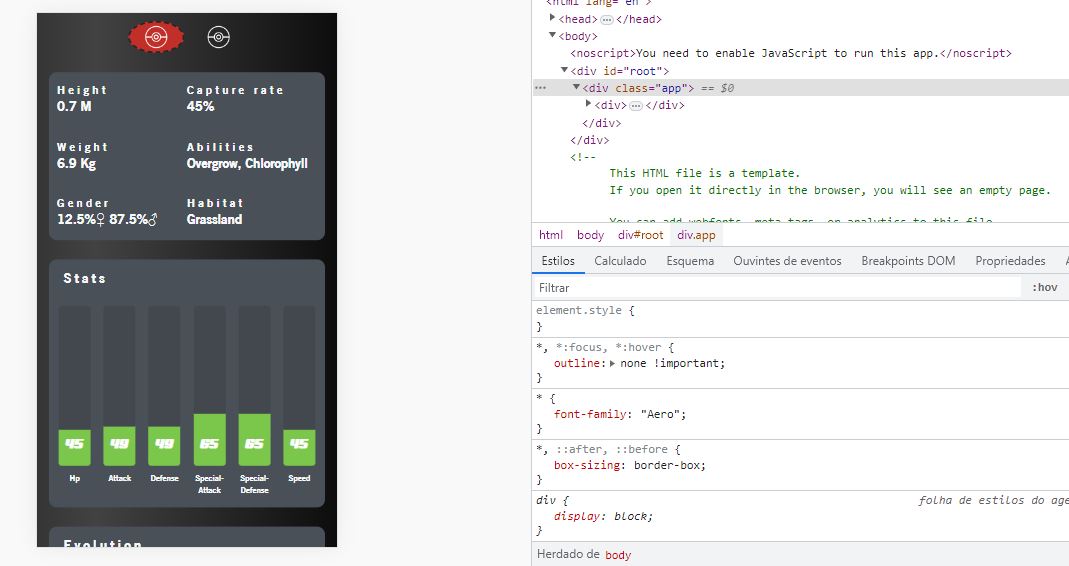 Height
Capture rate
0.7 M
45%
Weight
Abilities
6.9 Kg
Overgrow, Chlorophyll
Gender
Habitat
12.5%♀ 87.5%♂
Grassland
Stats
45 49 49 65 65 45
Hp Attack Defense Special-Attack Special-Defense Speed
Evolution
<head> ⋯ </head>
<body>
<noscript>You need to enable JavaScript to run this app.</noscript>
<div id="root">
<div class="app"> == $0
<div> ⋯ </div>
</div>
</div>
<!--
This HTML file is a template.
If you open it directly in the browser, you will see an empty page.
You can add webfonts, meta tags, or analytics to this file.
html body div#root div.app
Estilos Calculado Esquema Ouvintes de eventos Breakpoints DOM Propriedades
Filtrar :hov
element.style {
}
*, *:focus, *:hover {
outline: none !important;
}
* {
font-family: "Aero";
}
*, ::after, ::before {
box-sizing: border-box;
}
div { folha de estilos do age
display: block;
}
Herdado de body